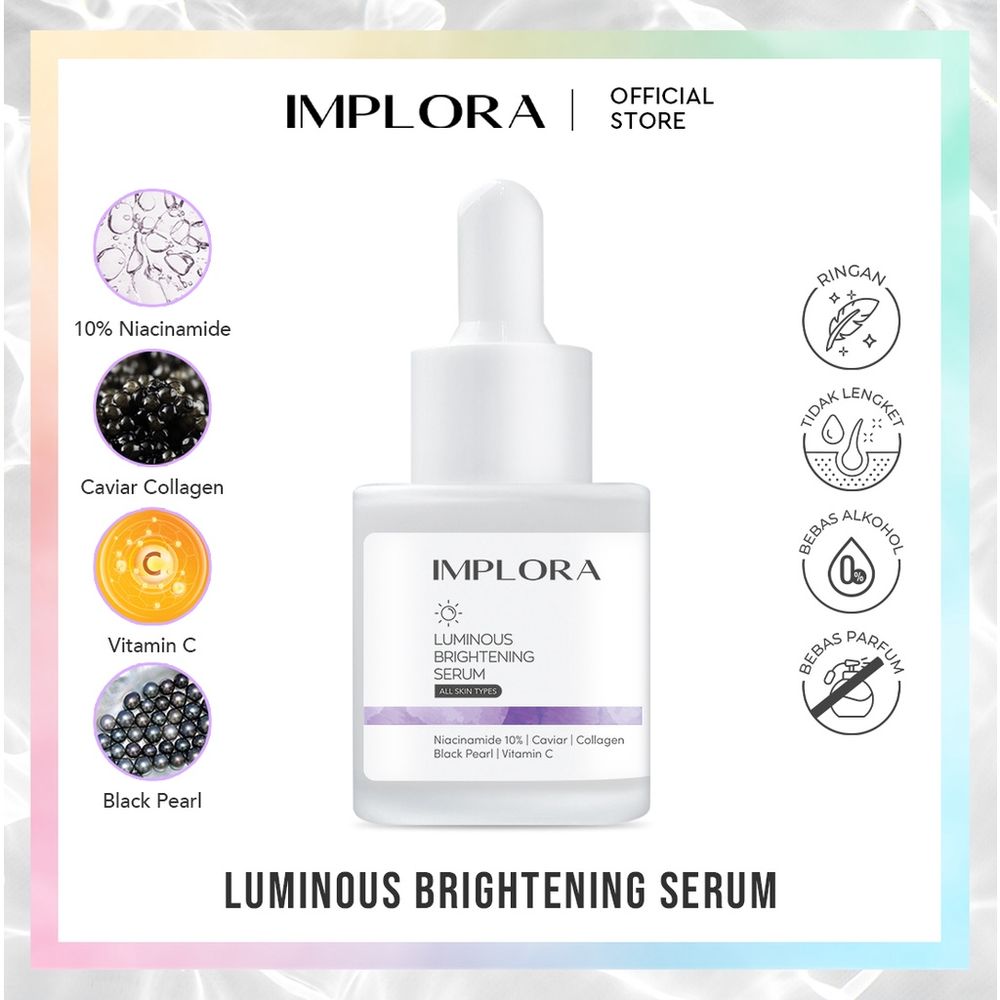 IMPLORA
OFFICIAL
STORE
10% Niacinamide
Caviar Collagen
C
Vitamin C
Black Pearl
IMPLORA
LUMINOUS
BRIGHTENING
SERUM
ALL SKIN TYPES
Niacinamide 10% | Caviar | Collagen
Black Pearl | Vitamin C
RINGAN
TIDAK LENGKET
BEBAS ALKOHOL
0%
BEBAS PARFUM
LUMINOUS BRIGHTENING SERUM